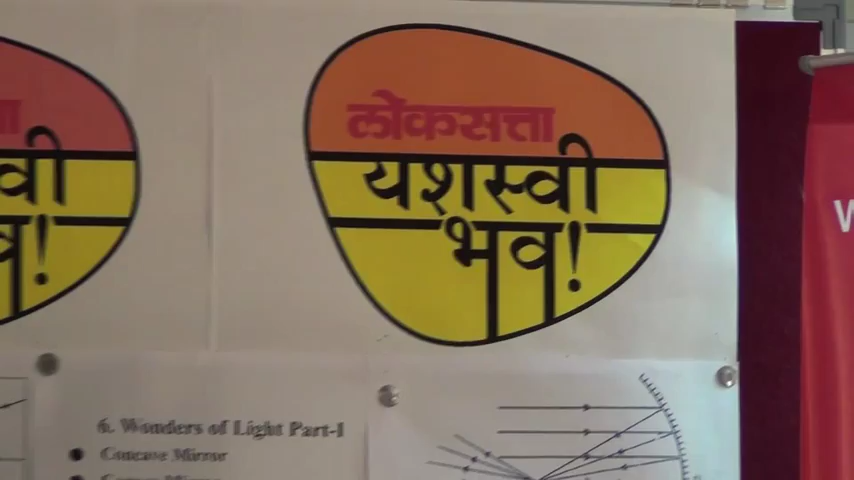 लोकसत्ता
यशस्वी
भव!
वी
!
6. Wonders of Light Part-I
Concave Mirror
W